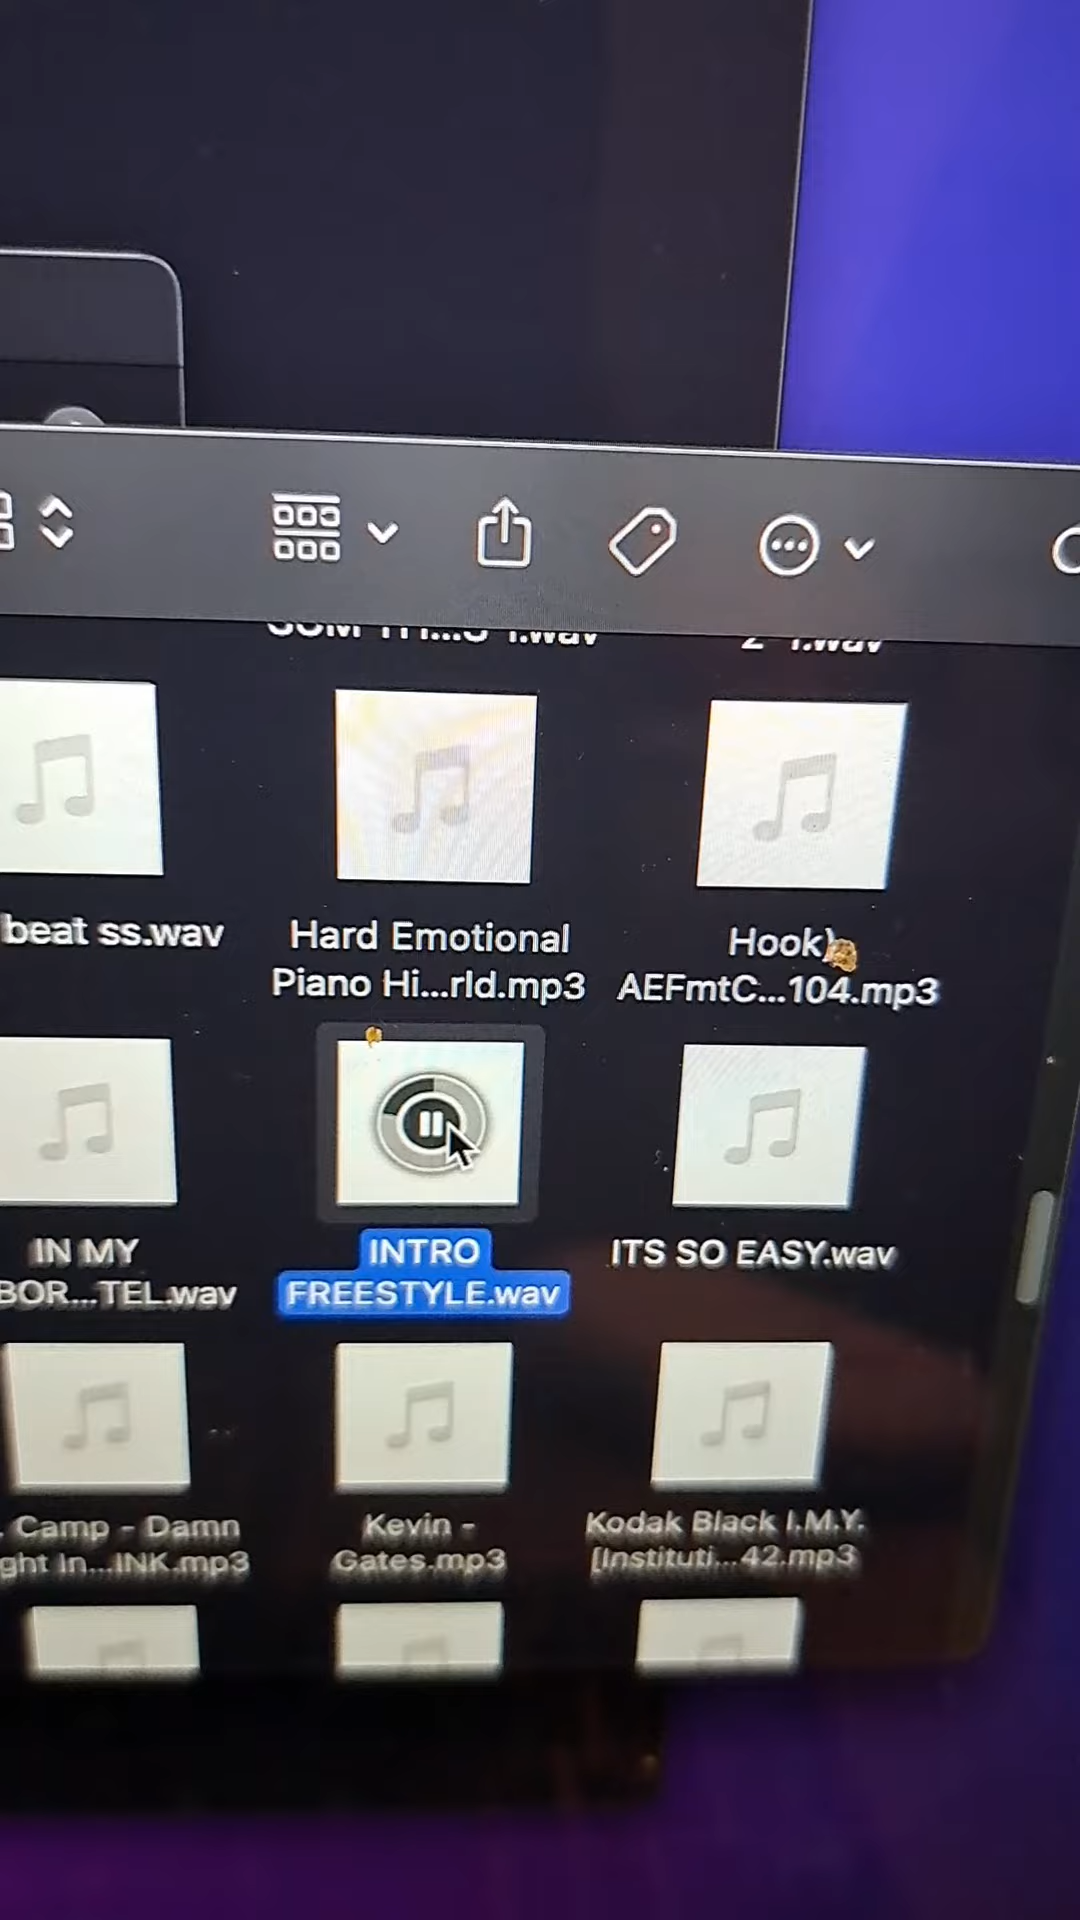 beat ss.wav
Hard Emotional
Piano Hi...rld.mp3
Hook)
AEFmtC...104.mp3
IN MY
BOR...TEL.wav
INTRO
FREESTYLE.wav
ITS SO EASY.wav
. Camp - Damn
ght In...INK.mp3
Kevin -
Gates.mp3
Kodak Black I.M.Y.
[Instituti...42.mp3